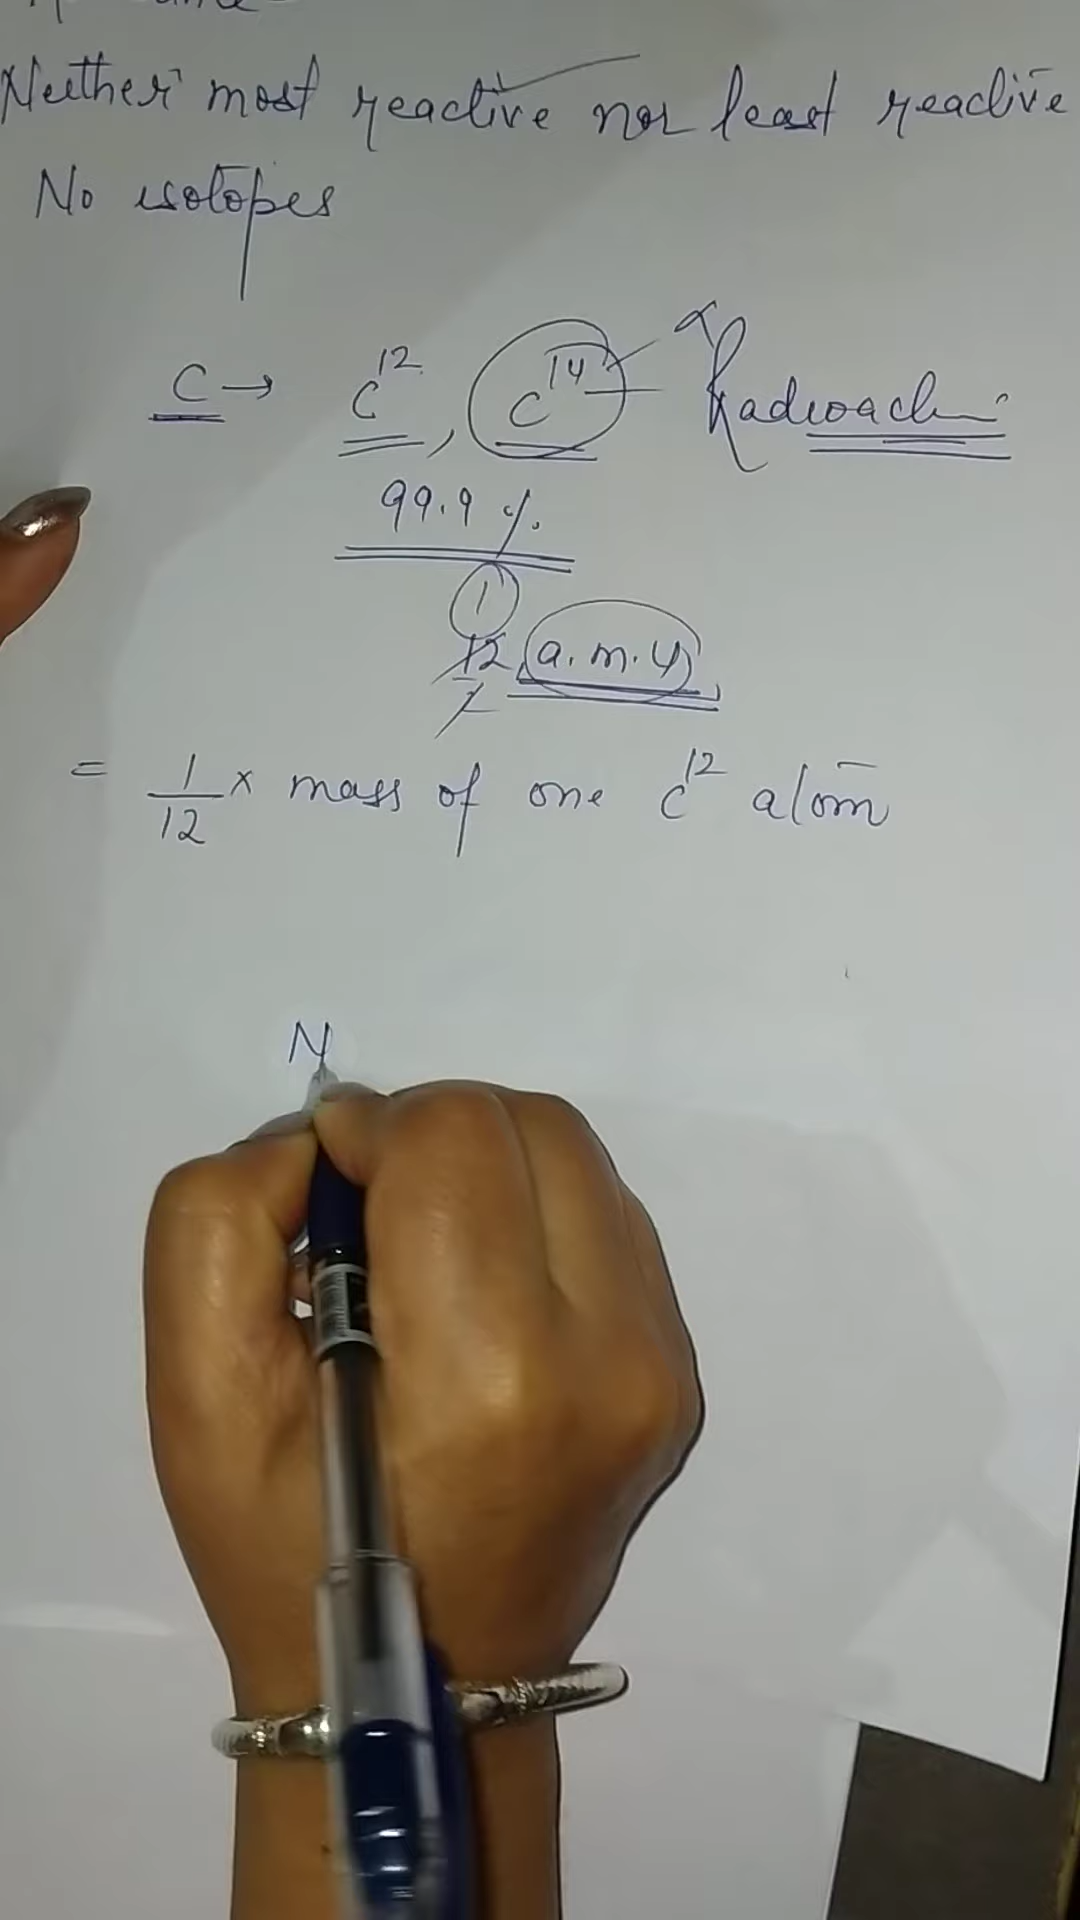 Neither most reactive nor least reactive
No isotopes
C → C¹², C¹⁴
99.9 %.
1
12 a.m.u
= 1/12 × mass of one C¹² atom
N